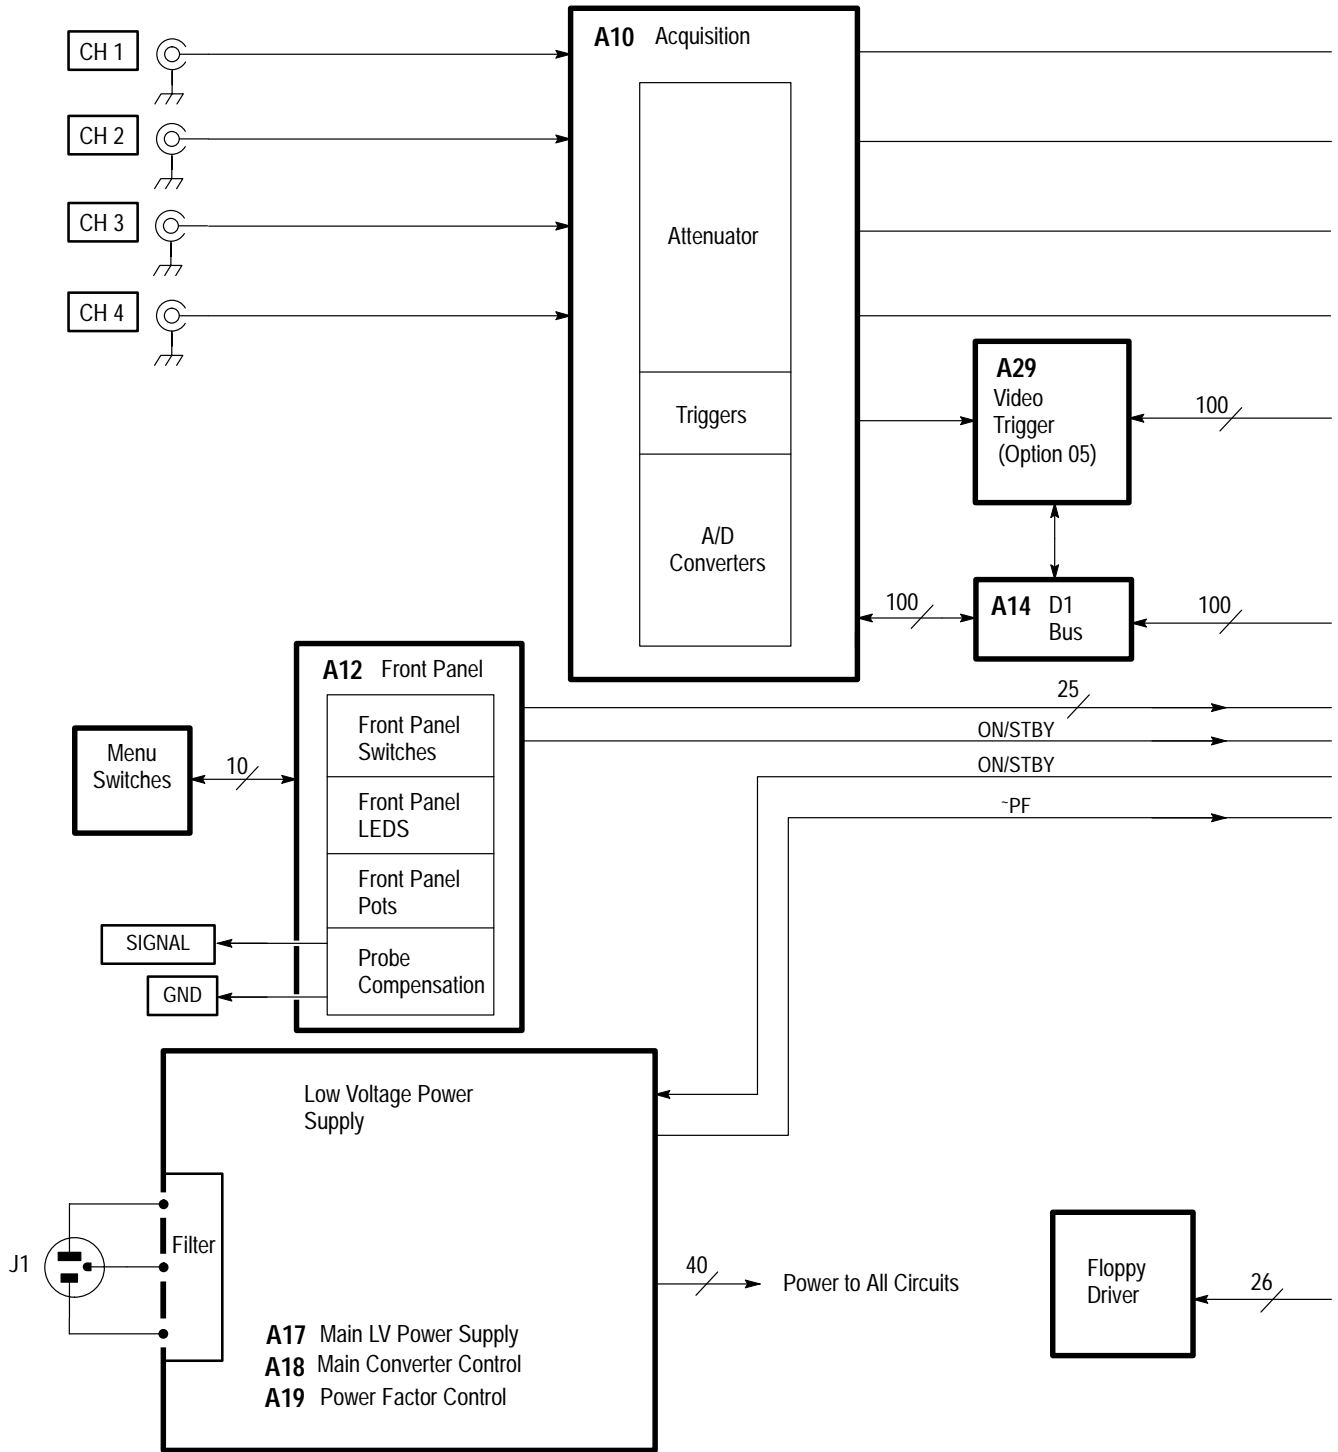 CH 1
CH 2
CH 3
CH 4
A10 Acquisition
Attenuator
Triggers
A/D
Converters
A29
Video
Trigger
(Option 05)
100
100
A14 D1
Bus
100
A12 Front Panel
Front Panel
Switches
Front Panel
LEDS
Front Panel
Pots
Probe
Compensation
Menu
Switches
10
SIGNAL
GND
25
ON/STBY
ON/STBY
~PF
Low Voltage Power
Supply
J1
Filter
A17 Main LV Power Supply
A18 Main Converter Control
A19 Power Factor Control
40
Power to All Circuits
Floppy
Driver
26